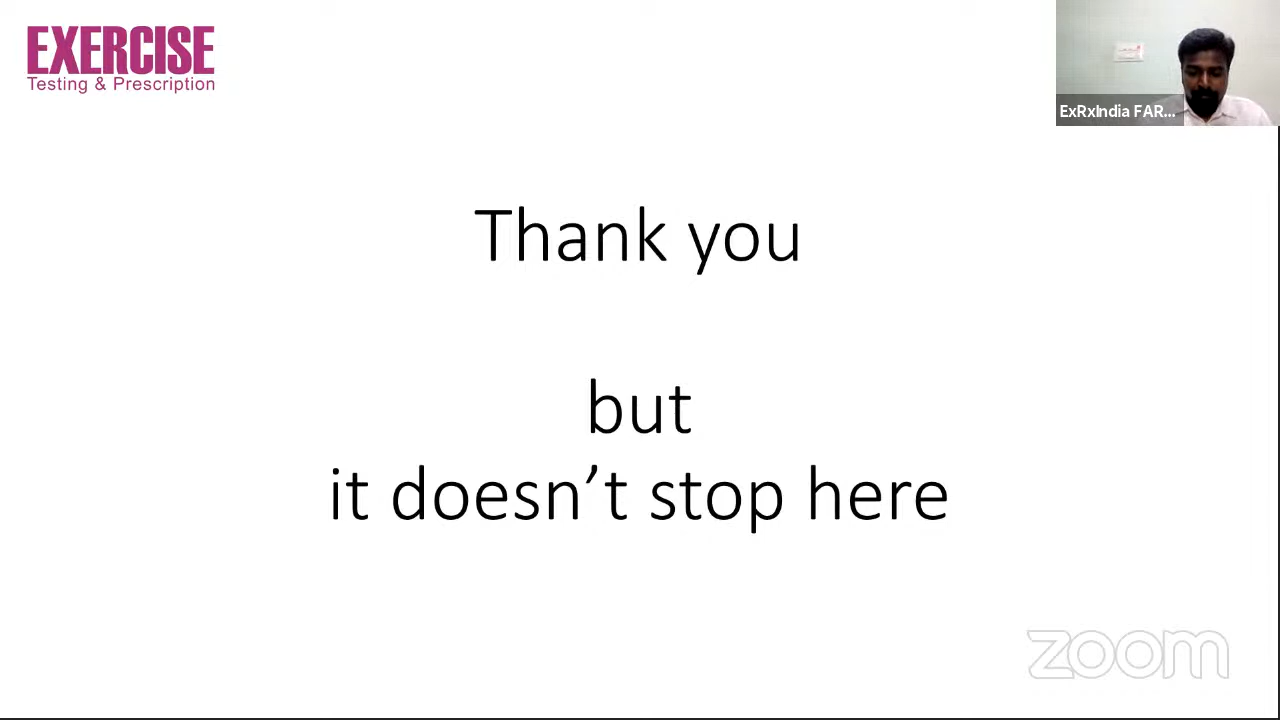 EXERCISE
Testing & Prescription
ExRxIndia FAR...
Thank you
but
it doesn’t stop here
zoom